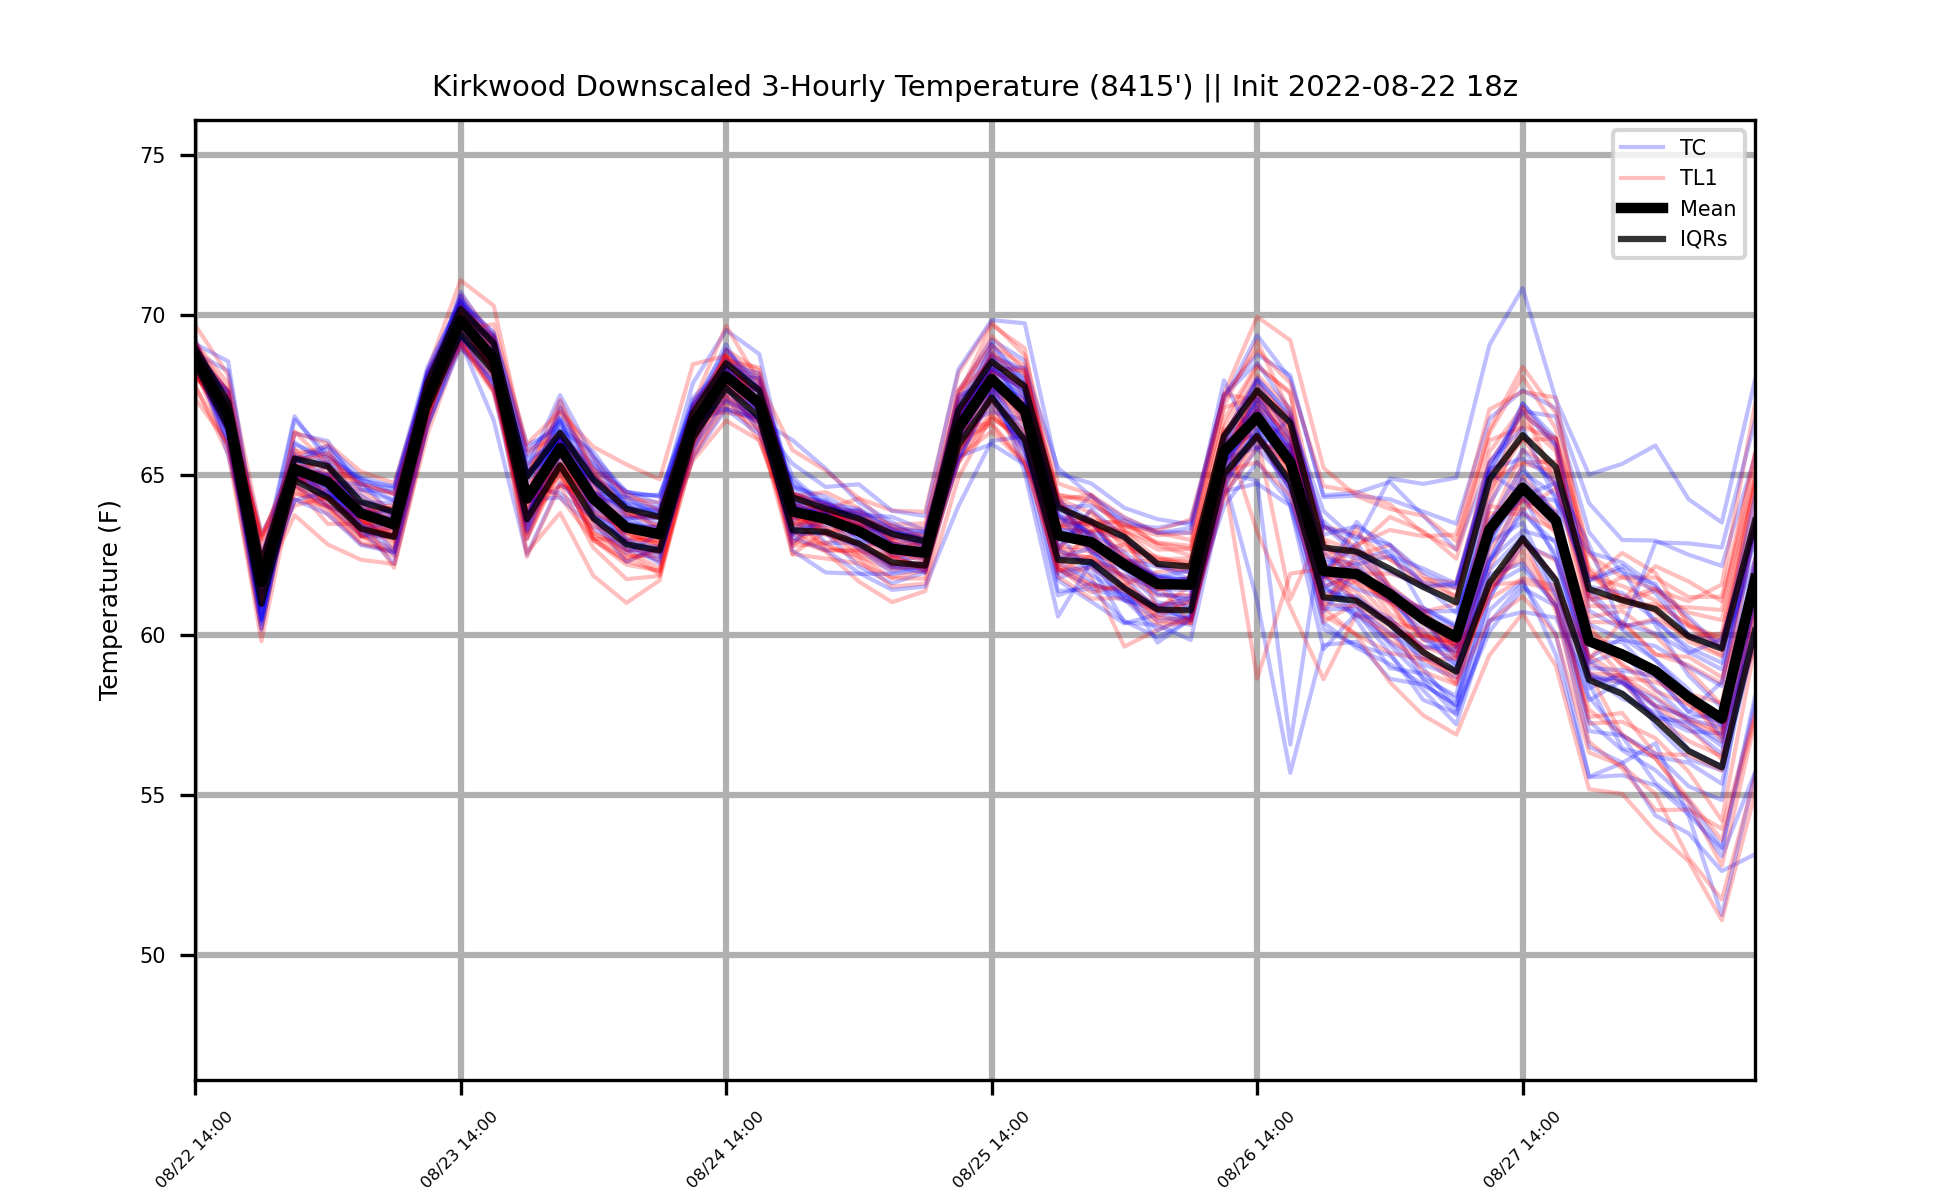 Kirkwood Downscaled 3-Hourly Temperature (8415') || Init 2022-08-22 18z
TC
TL1
Mean
IQRs
Temperature (F)
75
70
65
60
55
50
08/22 14:00
08/23 14:00
08/24 14:00
08/25 14:00
08/26 14:00
08/27 14:00